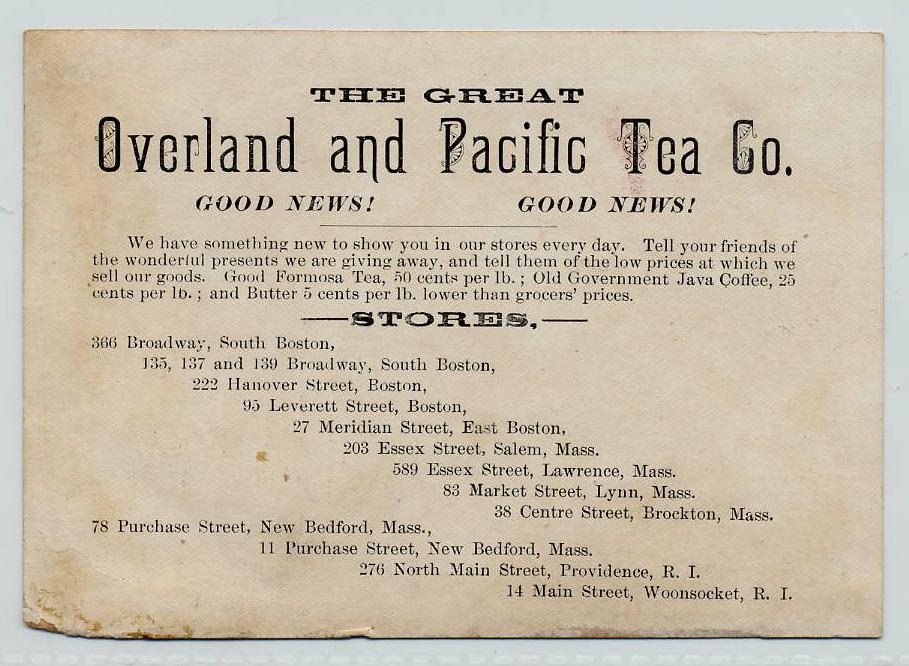 THE GREAT
Overland and Pacific Tea Co.
GOOD NEWS! GOOD NEWS!
We have something new to show you in our stores every day. Tell your friends of
the wonderful presents we are giving away, and tell them of the low prices at which we
sell our goods. Good Formosa Tea, 50 cents per lb. ; Old Government Java Coffee, 25
cents per lb. ; and Butter 5 cents per lb. lower than grocers' prices.
—STORES,—
366 Broadway, South Boston,
135, 137 and 139 Broadway, South Boston,
222 Hanover Street, Boston,
95 Leverett Street, Boston,
27 Meridian Street, East Boston,
203 Essex Street, Salem, Mass.
589 Essex Street, Lawrence, Mass.
83 Market Street, Lynn, Mass.
38 Centre Street, Brockton, Mass.
78 Purchase Street, New Bedford, Mass.,
11 Purchase Street, New Bedford, Mass.
276 North Main Street, Providence, R. I.
14 Main Street, Woonsocket, R. I.